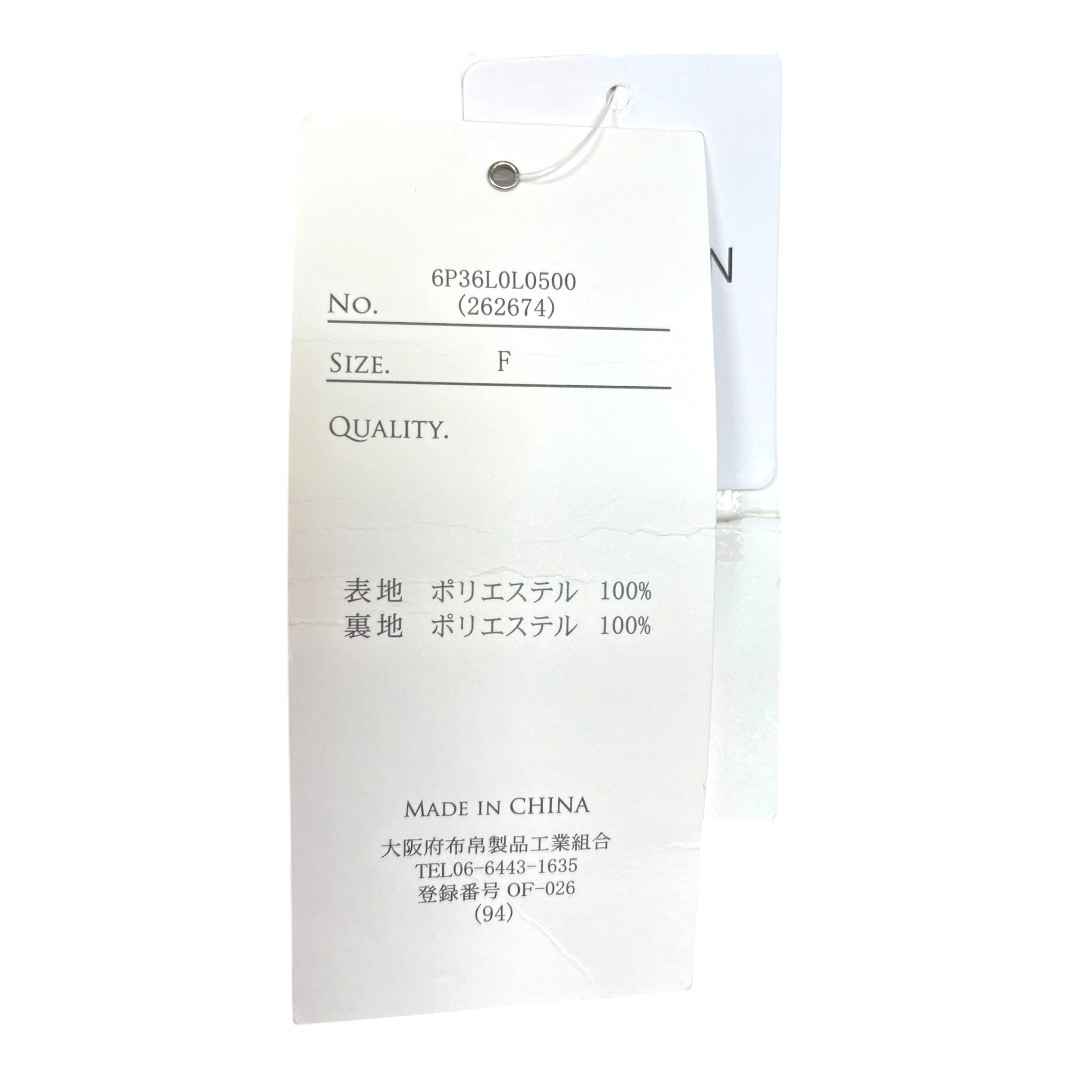 6P36L0L0500
No. (262674)
SIZE. F
QUALITY.
表地 ポリエステル 100%
裏地 ポリエステル 100%
MADE IN CHINA
大阪府布帛製品工業組合
TEL06-6443-1635
登録番号 OF-026
(94)
N